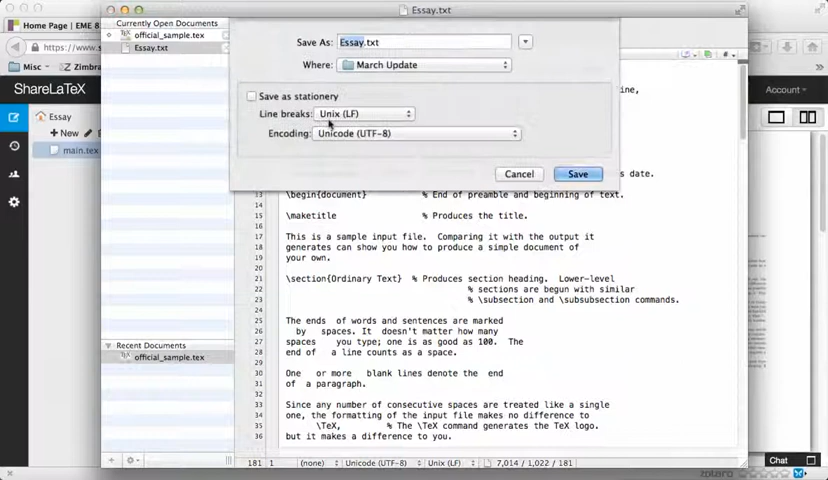 Essay.txt
Home Page | EME 8
https://www.s
Misc
Zimbra
ShareLaTeX
Account
Essay
New
main.tex
Currently Open Documents
official_sample.tex
Essay.txt
Save As: Essay.txt
Where: March Update
Save as stationery
Line breaks: Unix (LF)
Encoding: Unicode (UTF-8)
Cancel
Save
ine,
s date.
13 \begin{document} % End of preamble and beginning of text.
14
15 \maketitle % Produces the title.
16
17 This is a sample input file. Comparing it with the output it
18 generates can show you how to produce a simple document of
19 your own.
20
21 \section{Ordinary Text} % Produces section heading. Lower-level
22 % sections are begun with similar
23 % \subsection and \subsubsection commands.
24
25 The ends of words and sentences are marked
26 by spaces. It doesn't matter how many
27 spaces you type; one is as good as 100. The
28 end of a line counts as a space.
29
30 One or more blank lines denote the end
31 of a paragraph.
32
33 Since any number of consecutive spaces are treated like a single
34 one, the formatting of the input file makes no difference to
35 \TeX, % The \TeX command generates the TeX logo.
36 but it makes a difference to you.
Recent Documents
official_sample.tex
181 1 (none) Unicode (UTF-8) Unix (LF) 7,014 / 1,022 / 181
Chat
zotero